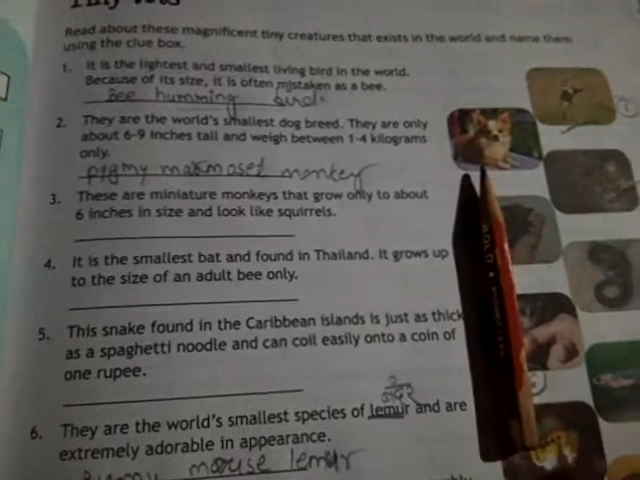 Read about these magnificent tiny creatures that exists in the world and name them
using the clue box.
1. It is the lightest and smallest living bird in the world.
Because of its size, it is often mistaken as a bee.
Bee humming bird.
2. They are the world's smallest dog breed. They are only
about 6-9 inches tall and weigh between 1-4 kilograms
only.
pigmy marmoset monkey
3. These are miniature monkeys that grow only to about
6 inches in size and look like squirrels.
4. It is the smallest bat and found in Thailand. It grows up
to the size of an adult bee only.
5. This snake found in the Caribbean islands is just as thick
as a spaghetti noodle and can coil easily onto a coin of
one rupee.
6. They are the world's smallest species of lemur and are
extremely adorable in appearance.
mouse lemur